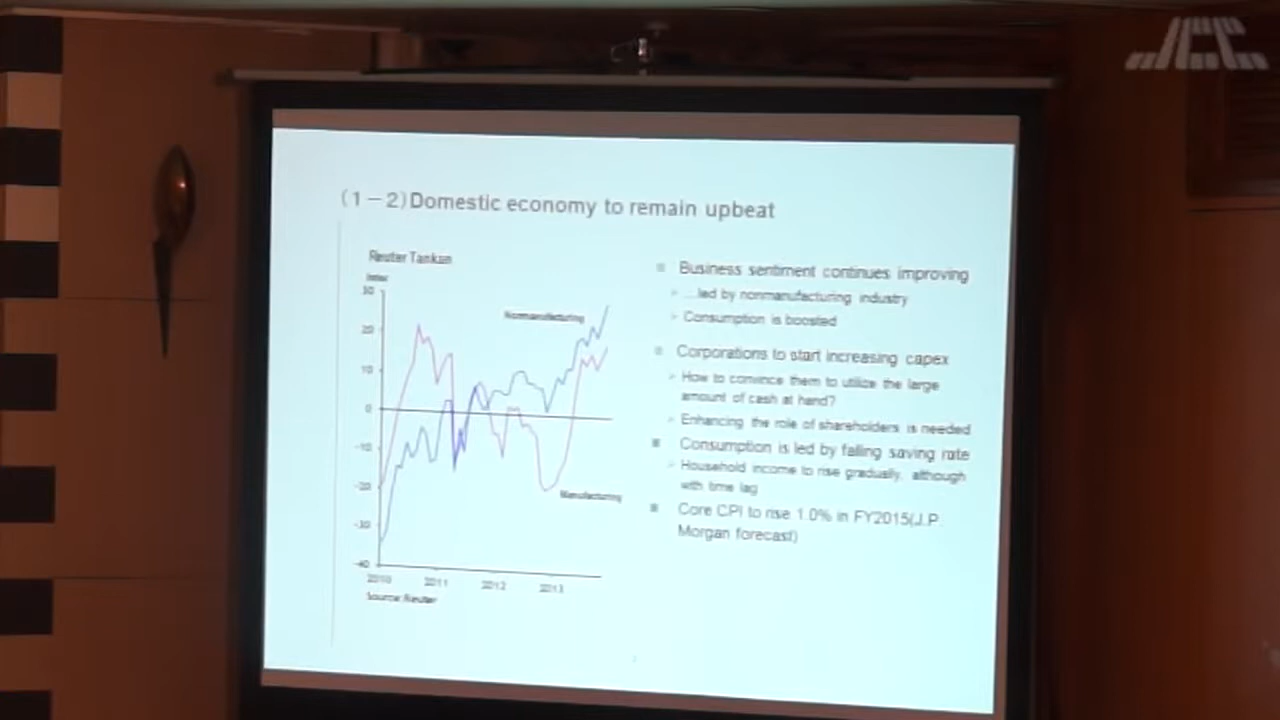 JCC
(1-2)Domestic economy to remain upbeat
Reuter Tankan
Index
30
20
10
0
-10
-20
-30
-40
2010 2011 2012 2013
Source: Reuter
Nonmanufacturing
Manufacturing
Business sentiment continues improving
...led by nonmanufacturing industry
Consumption is boosted
Corporations to start increasing capex
How to convince them to utilize the large
amount of cash at hand?
Enhancing the role of shareholders is needed
Consumption is led by falling saving rate
Household income to rise gradually, although
with time lag
Core CPI to rise 1.0% in FY2015(J.P.
Morgan forecast)